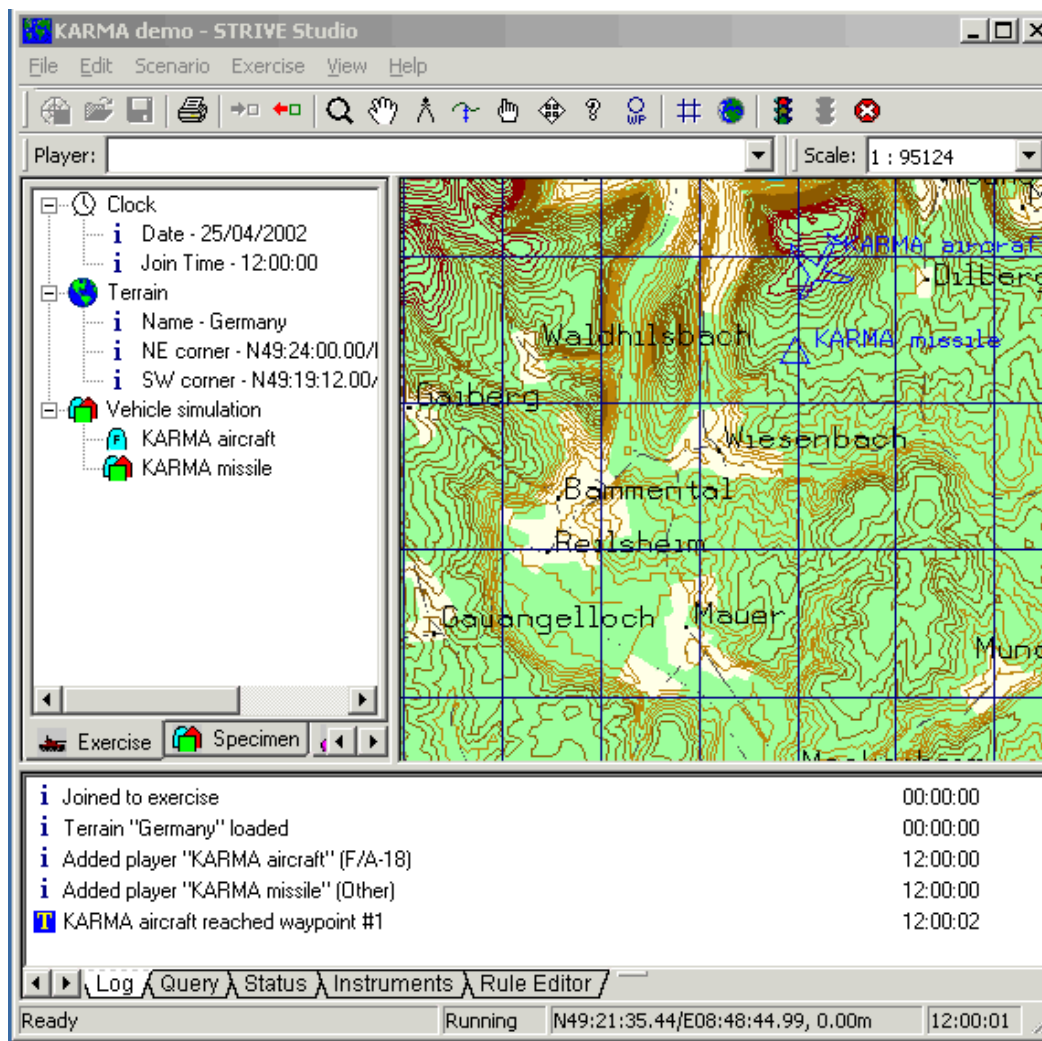 KARMA demo - STRIVE Studio
File Edit Scenario Exercise View Help
WP
Player:
Scale: 1 : 95124
Clock
i Date - 25/04/2002
i Join Time - 12:00:00
Terrain
i Name - Germany
i NE corner - N49:24:00.00/
i SW corner - N49:19:12.00/
Vehicle simulation
F KARMA aircraft
KARMA missile
Exercise Specimen
KARMA aircraft
Dilberg
Waldhilsbach
KARMA missile
Gaiberg
Wiesenbach
Bammental
Reilsheim
Gauangelloch
Mauer
i Joined to exercise 00:00:00
i Terrain "Germany" loaded 00:00:00
i Added player "KARMA aircraft" (F/A-18) 12:00:00
i Added player "KARMA missile" (Other) 12:00:00
T KARMA aircraft reached waypoint #1 12:00:02
Log Query Status Instruments Rule Editor
Ready Running N49:21:35.44/E08:48:44.99, 0.00m 12:00:01